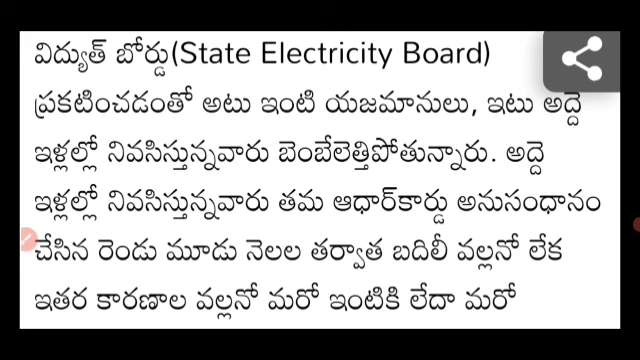 విద్యుత్ బోర్డు(State Electricity Board)
ప్రకటించడంతో అటు ఇంటి యజమానులు, ఇటు అద్దె
ఇళ్లల్లో నివసిస్తున్నవారు బెంబేలెత్తిపోతున్నారు. అద్దె
ఇళ్లల్లో నివసిస్తున్నవారు తమ ఆధార్‌కార్డు అనుసంధానం
చేసిన రెండు మూడు నెలల తర్వాత బదిలీ వల్లనో లేక
ఇతర కారణాల వల్లనో మరో ఇంటికి లేదా మరో